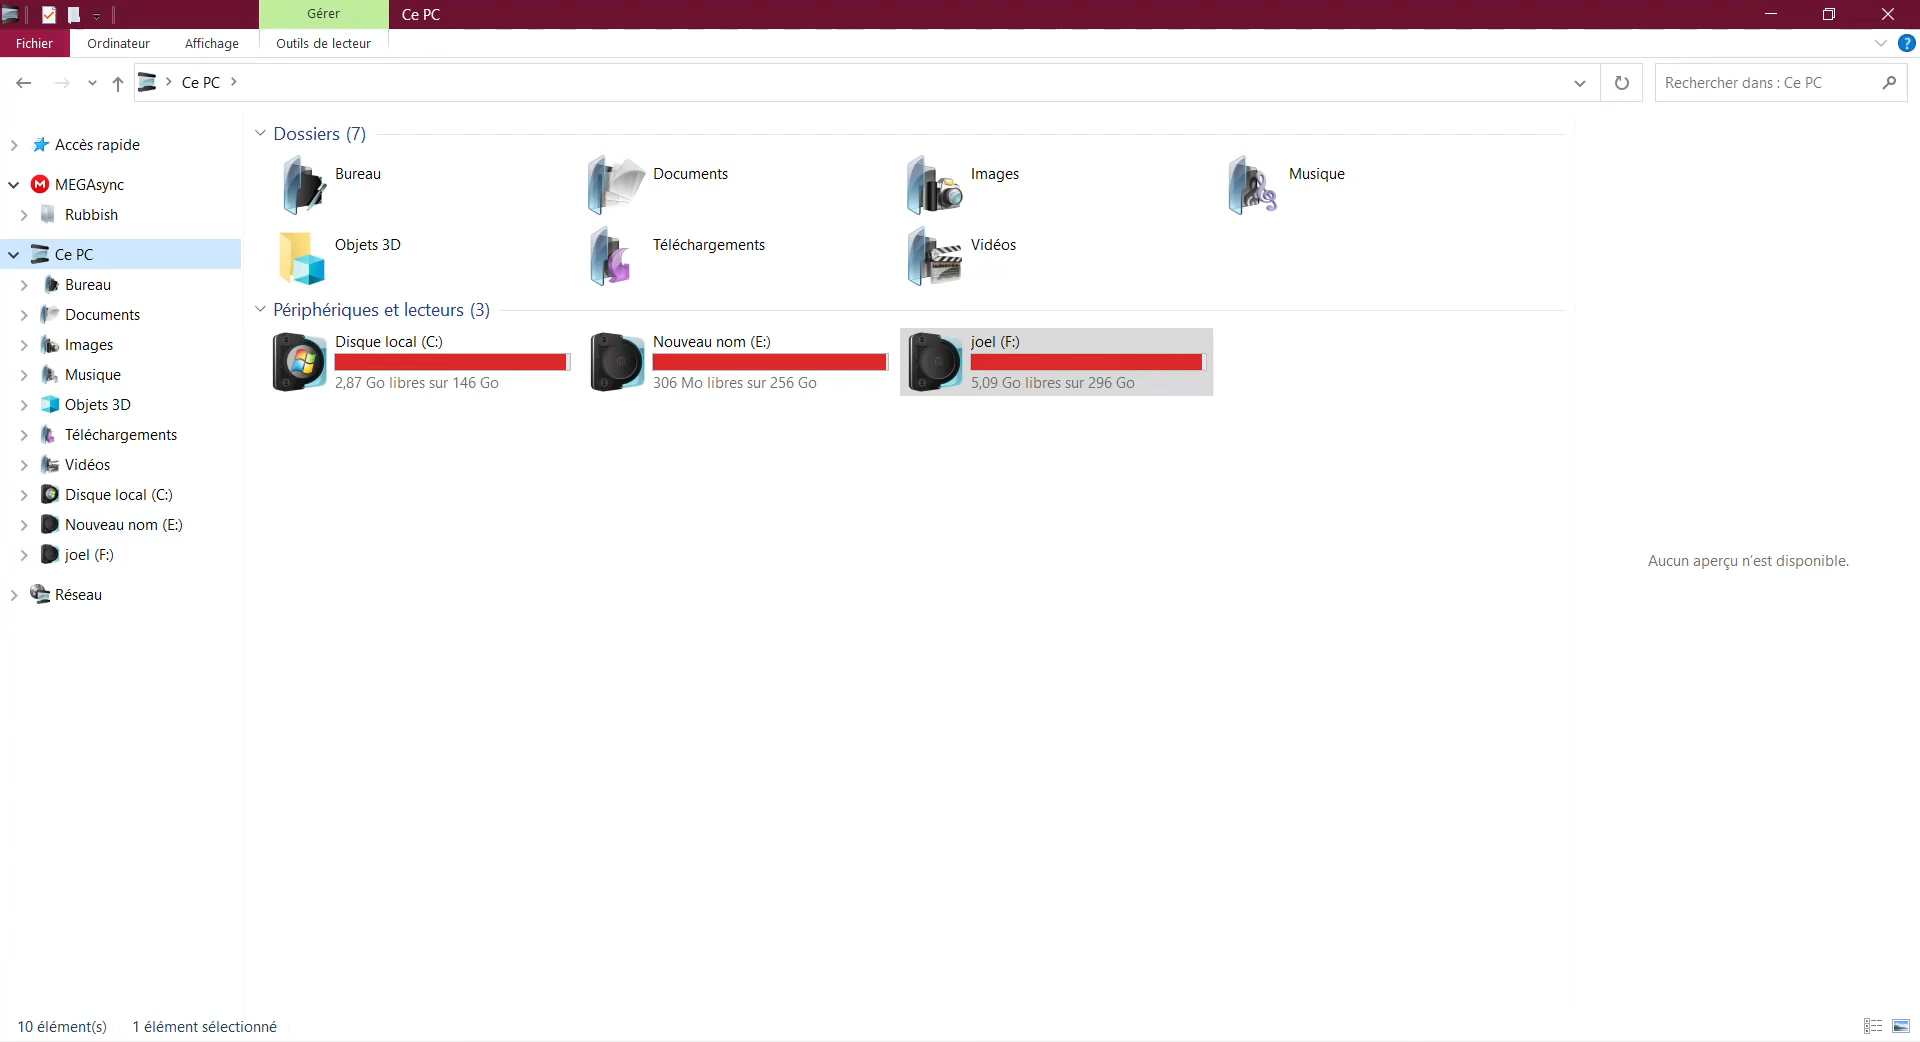 Gérer
Ce PC
Fichier
Ordinateur
Affichage
Outils de lecteur
Ce PC
Rechercher dans : Ce PC
Accès rapide
MEGAsync
Rubbish
Ce PC
Bureau
Documents
Images
Musique
Objets 3D
Téléchargements
Vidéos
Disque local (C:)
Nouveau nom (E:)
joel (F:)
Réseau
Dossiers (7)
Bureau
Documents
Images
Musique
Objets 3D
Téléchargements
Vidéos
Périphériques et lecteurs (3)
Disque local (C:)
2,87 Go libres sur 146 Go
Nouveau nom (E:)
306 Mo libres sur 256 Go
joel (F:)
5,09 Go libres sur 296 Go
Aucun aperçu n’est disponible.
10 élément(s)
1 élément sélectionné